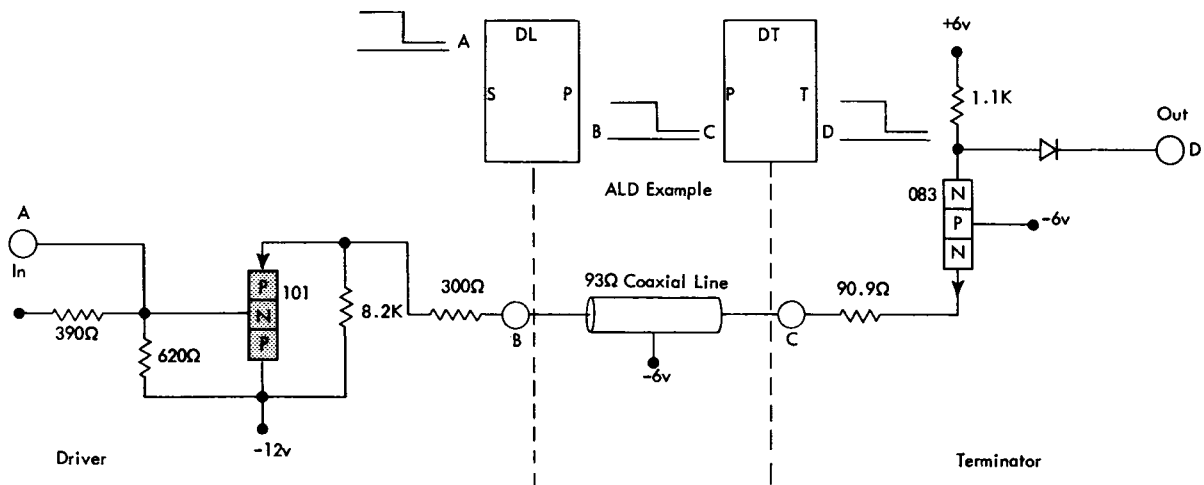 A
DL
S P
B
C
DT
P T
D
+6v
1.1K
Out
D
ALD Example
083
N
P
N
-6v
A
In
390Ω
620Ω
P
N
P
101
8.2K
-12v
300Ω
B
93Ω Coaxial Line
-6v
C
90.9Ω
Driver
Terminator